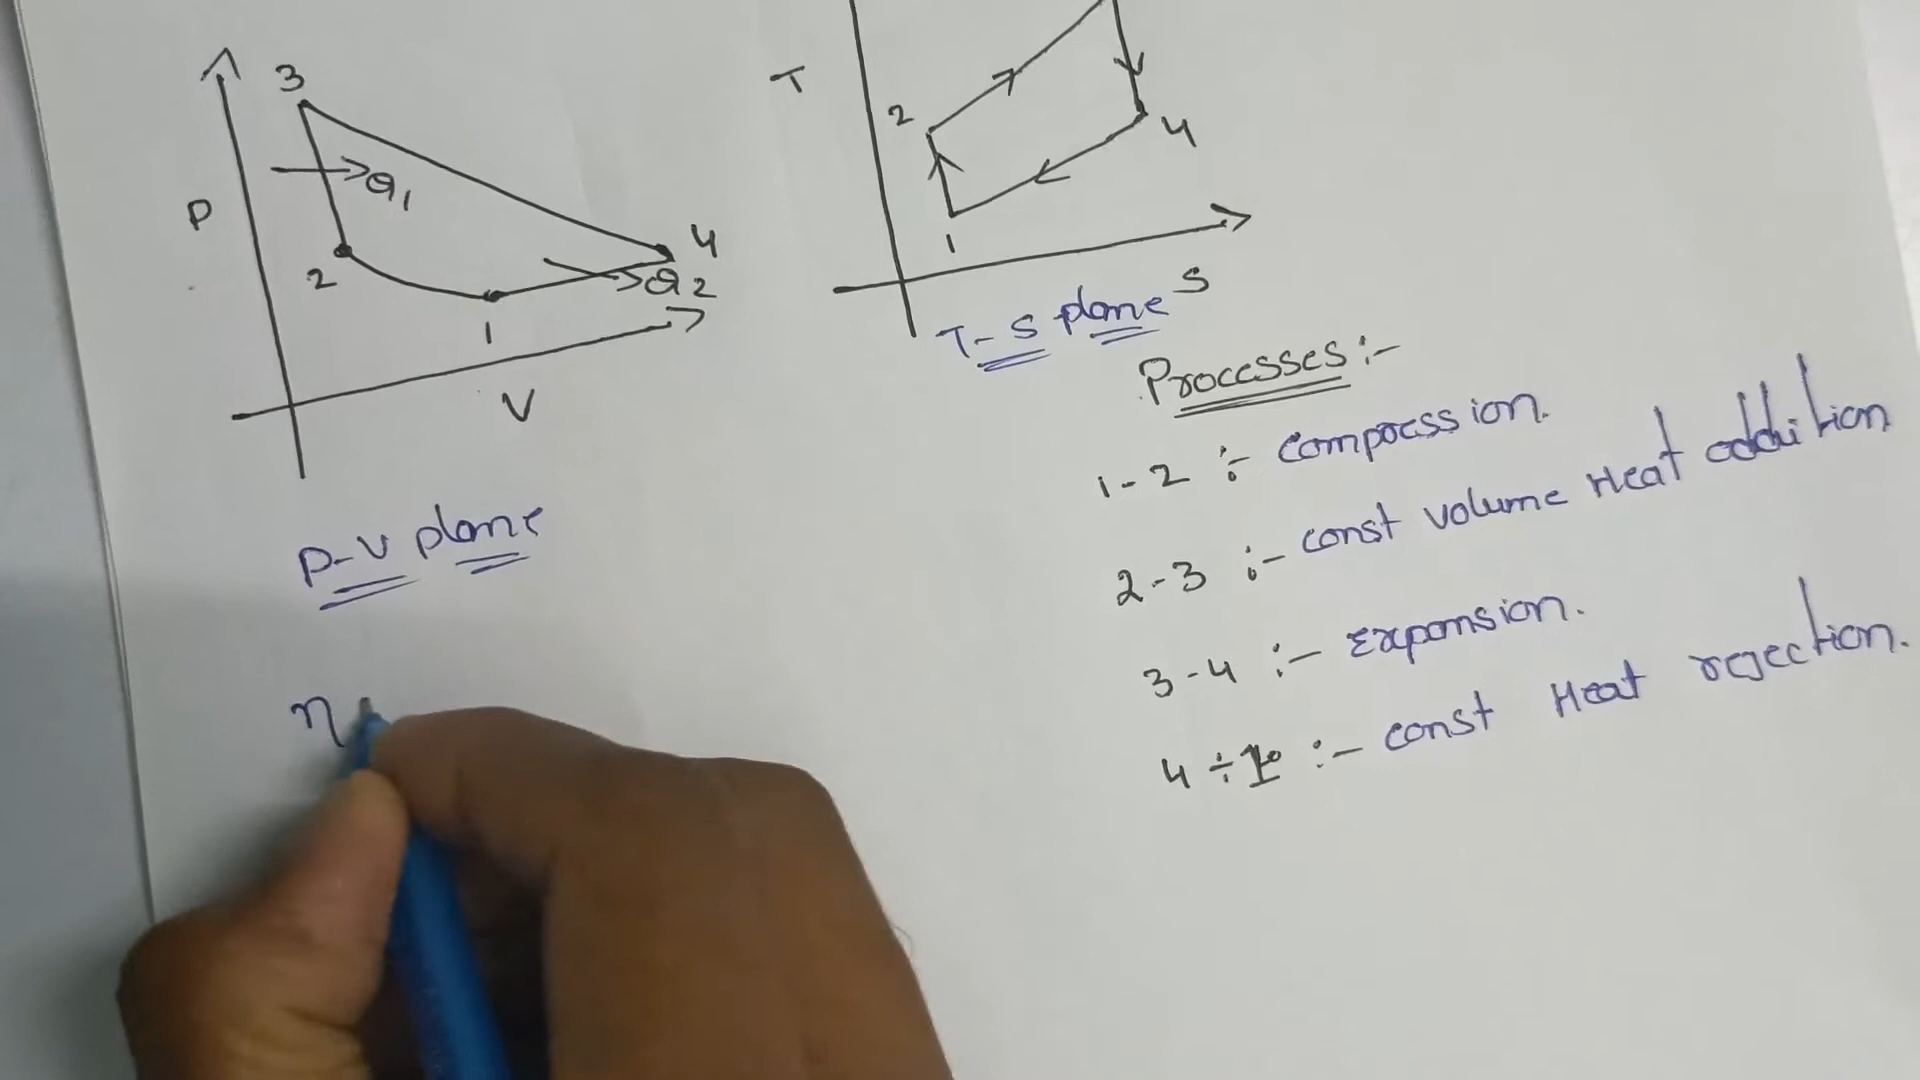 3
Q1
P
2
4
Q2
1
V
P-V plane
T
2
4
1
S
T-S plane
Processes :-
1-2 :- compression.
2-3 :- const volume Heat addition
3-4 :- Expansion.
4 ÷ :- const Heat rejection.
η